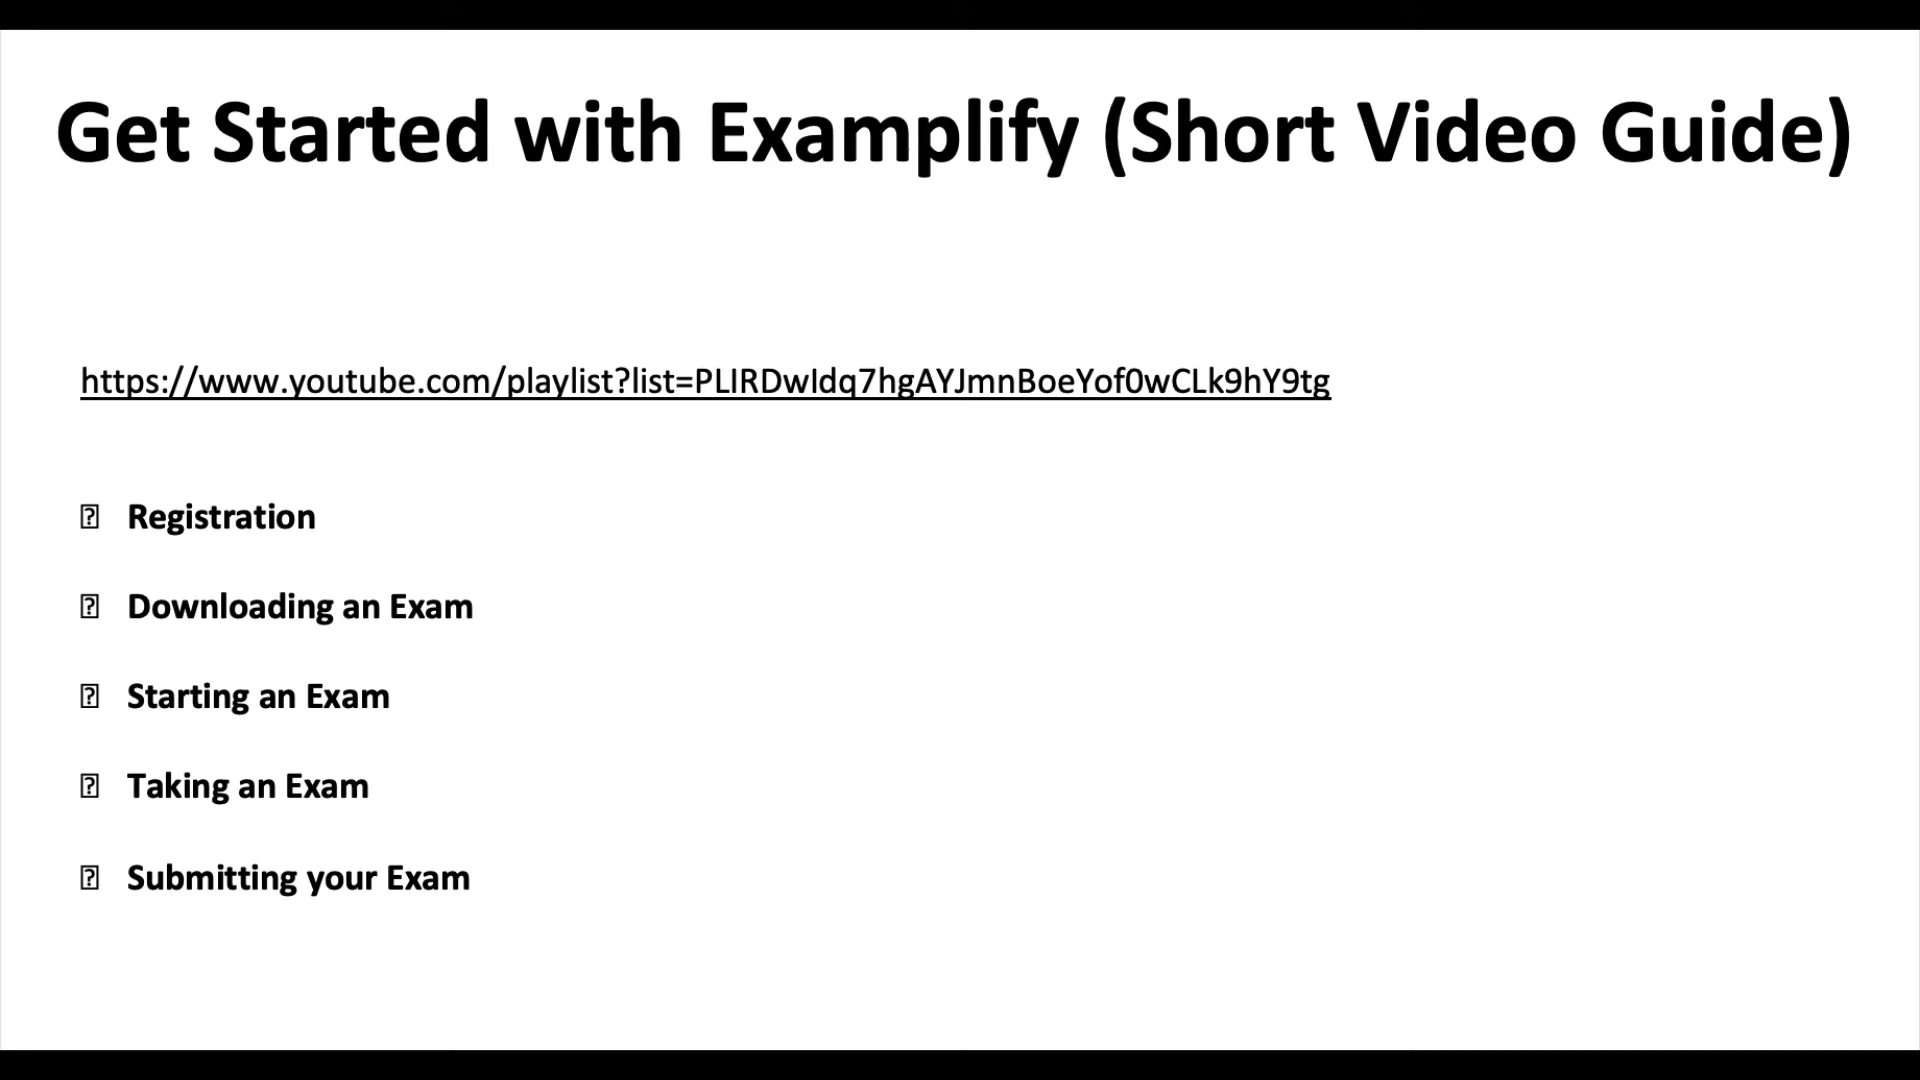 Get Started with Examplify (Short Video Guide)
https://www.youtube.com/playlist?list=PLIRDwIdq7hgAYJmnBoeYof0wCLk9hY9tg
Registration
Downloading an Exam
Starting an Exam
Taking an Exam
Submitting your Exam